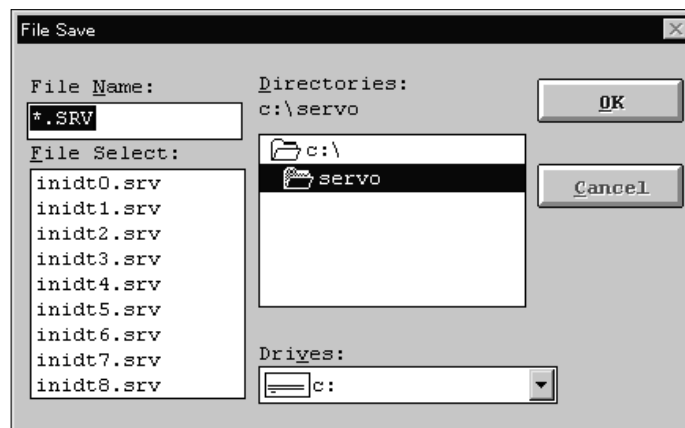 File Save
File Name:
*.SRV
File Select:
inidt0.srv
inidt1.srv
inidt2.srv
inidt3.srv
inidt4.srv
inidt5.srv
inidt6.srv
inidt7.srv
inidt8.srv
Directories:
c:\servo
c:\
servo
Drives:
c:
OK
Cancel